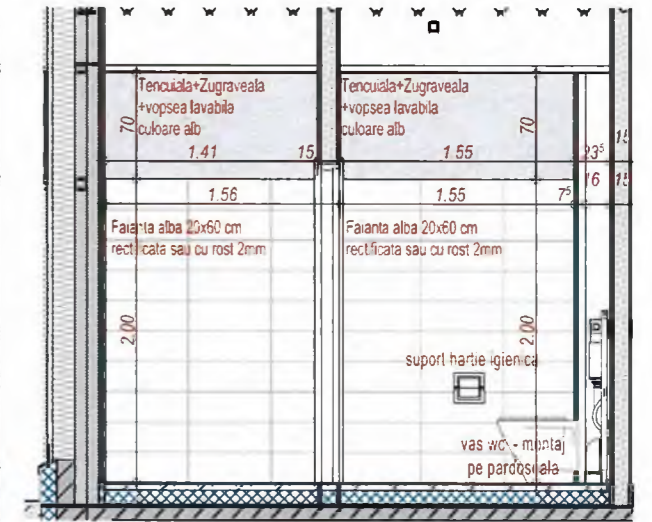 Tencuiala+Zugraveala
+vopsea lavabila
culoare alb
Tencuiala+Zugraveala
+vopsea lavabila
culoare alb
70
70
1.41
15
1.55
23⁵
15
1.56
1.55
7⁵
16
15
Faianta alba 20x60 cm
rectificata sau cu rost 2mm
Faianta alba 20x60 cm
rectificata sau cu rost 2mm
2.00
2.00
suport hartie igienica
vas wc - montaj
pe pardoseala